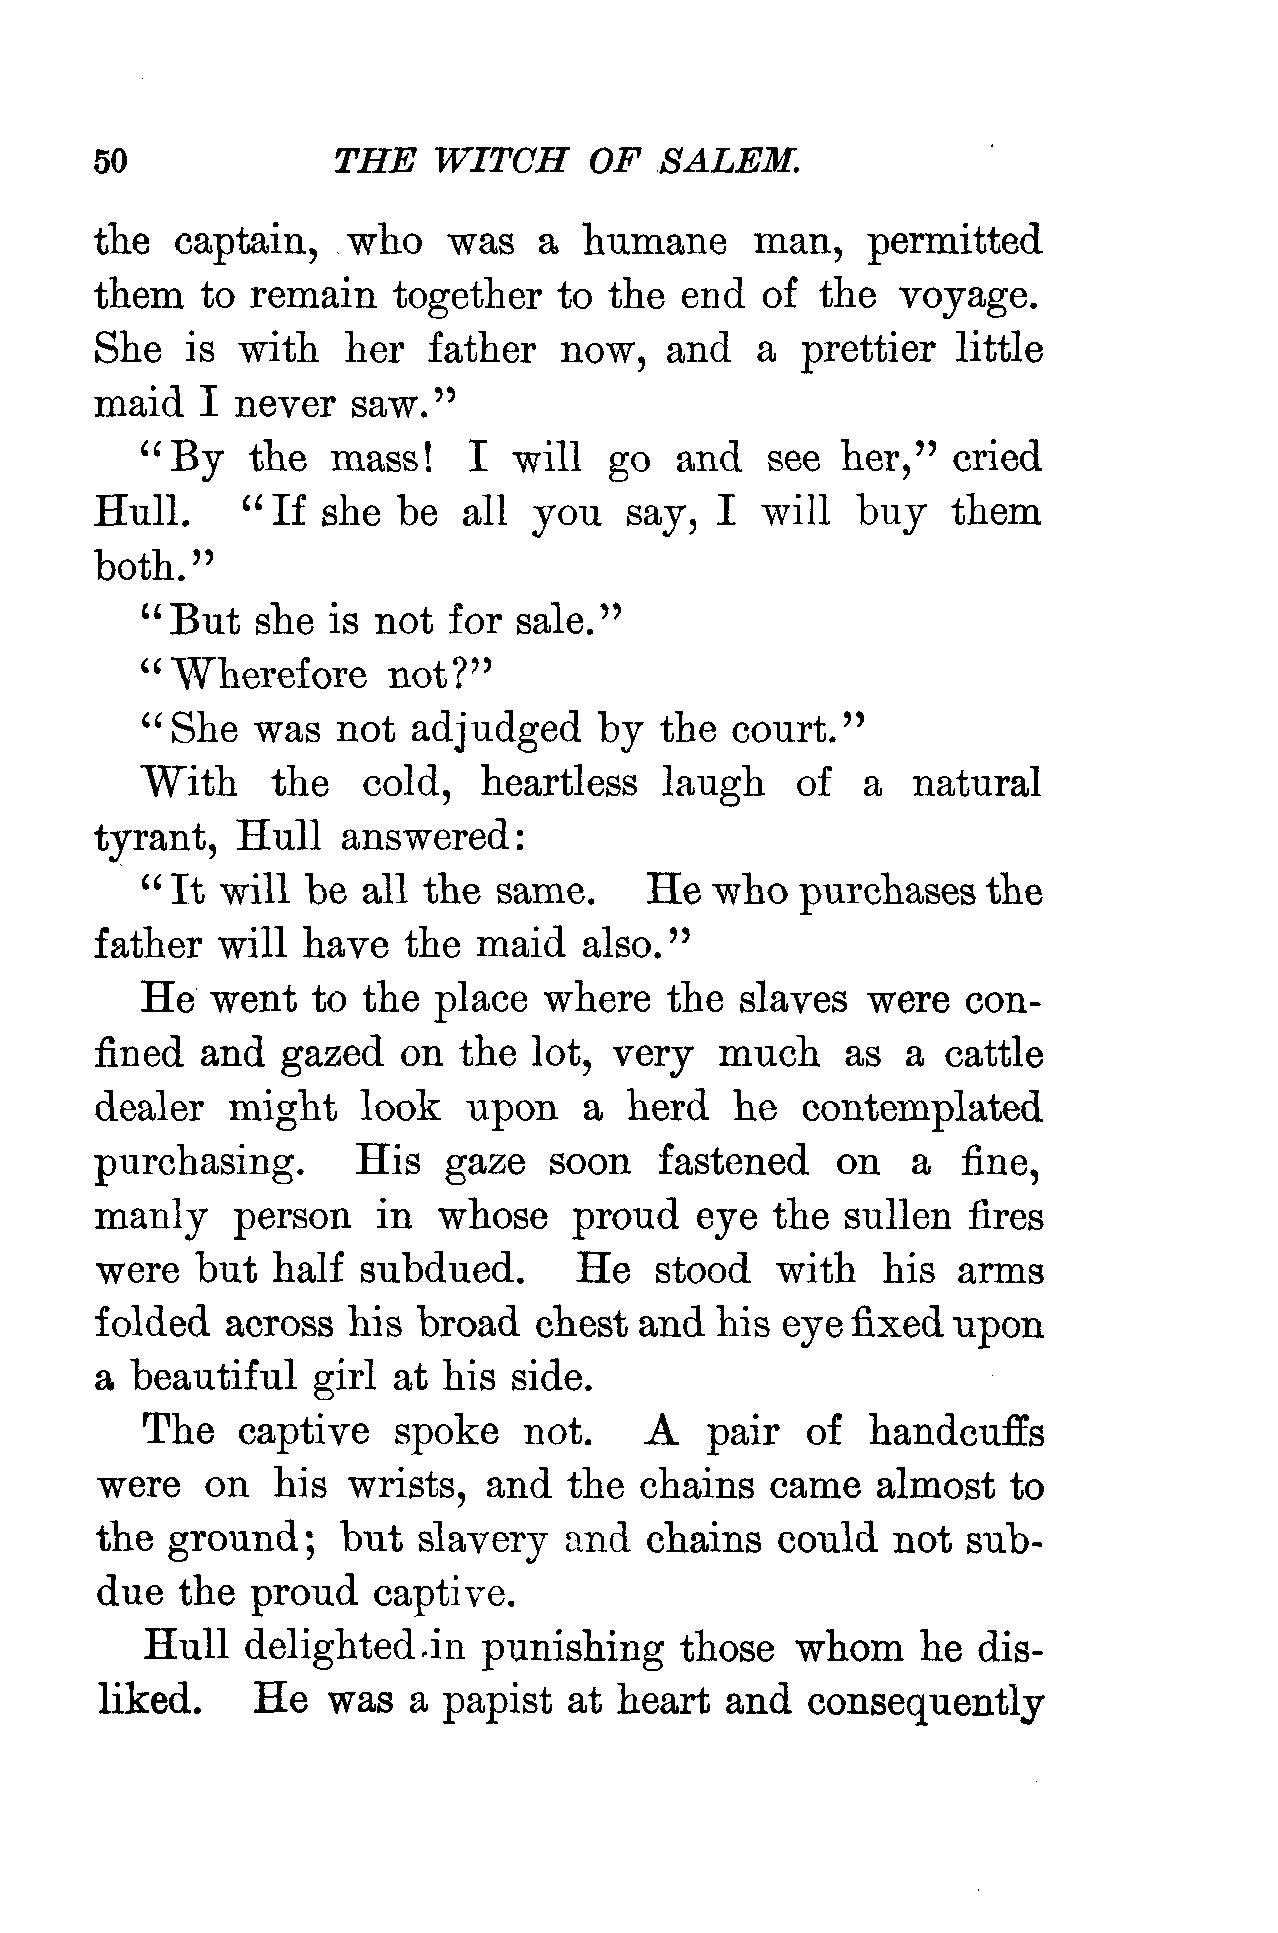 50 THE WITCH OF SALEM.
the captain, who was a humane man, permitted
them to remain together to the end of the voyage.
She is with her father now, and a prettier little
maid I never saw."
"By the mass! I will go and see her," cried
Hull. "If she be all you say, I will buy them
both."
"But she is not for sale."
"Wherefore not?"
"She was not adjudged by the court."
With the cold, heartless laugh of a natural
tyrant, Hull answered:
"It will be all the same. He who purchases the
father will have the maid also."
He went to the place where the slaves were con-
fined and gazed on the lot, very much as a cattle
dealer might look upon a herd he contemplated
purchasing. His gaze soon fastened on a fine,
manly person in whose proud eye the sullen fires
were but half subdued. He stood with his arms
folded across his broad chest and his eye fixed upon
a beautiful girl at his side.
The captive spoke not. A pair of handcuffs
were on his wrists, and the chains came almost to
the ground; but slavery and chains could not sub-
due the proud captive.
Hull delighted in punishing those whom he dis-
liked. He was a papist at heart and consequently